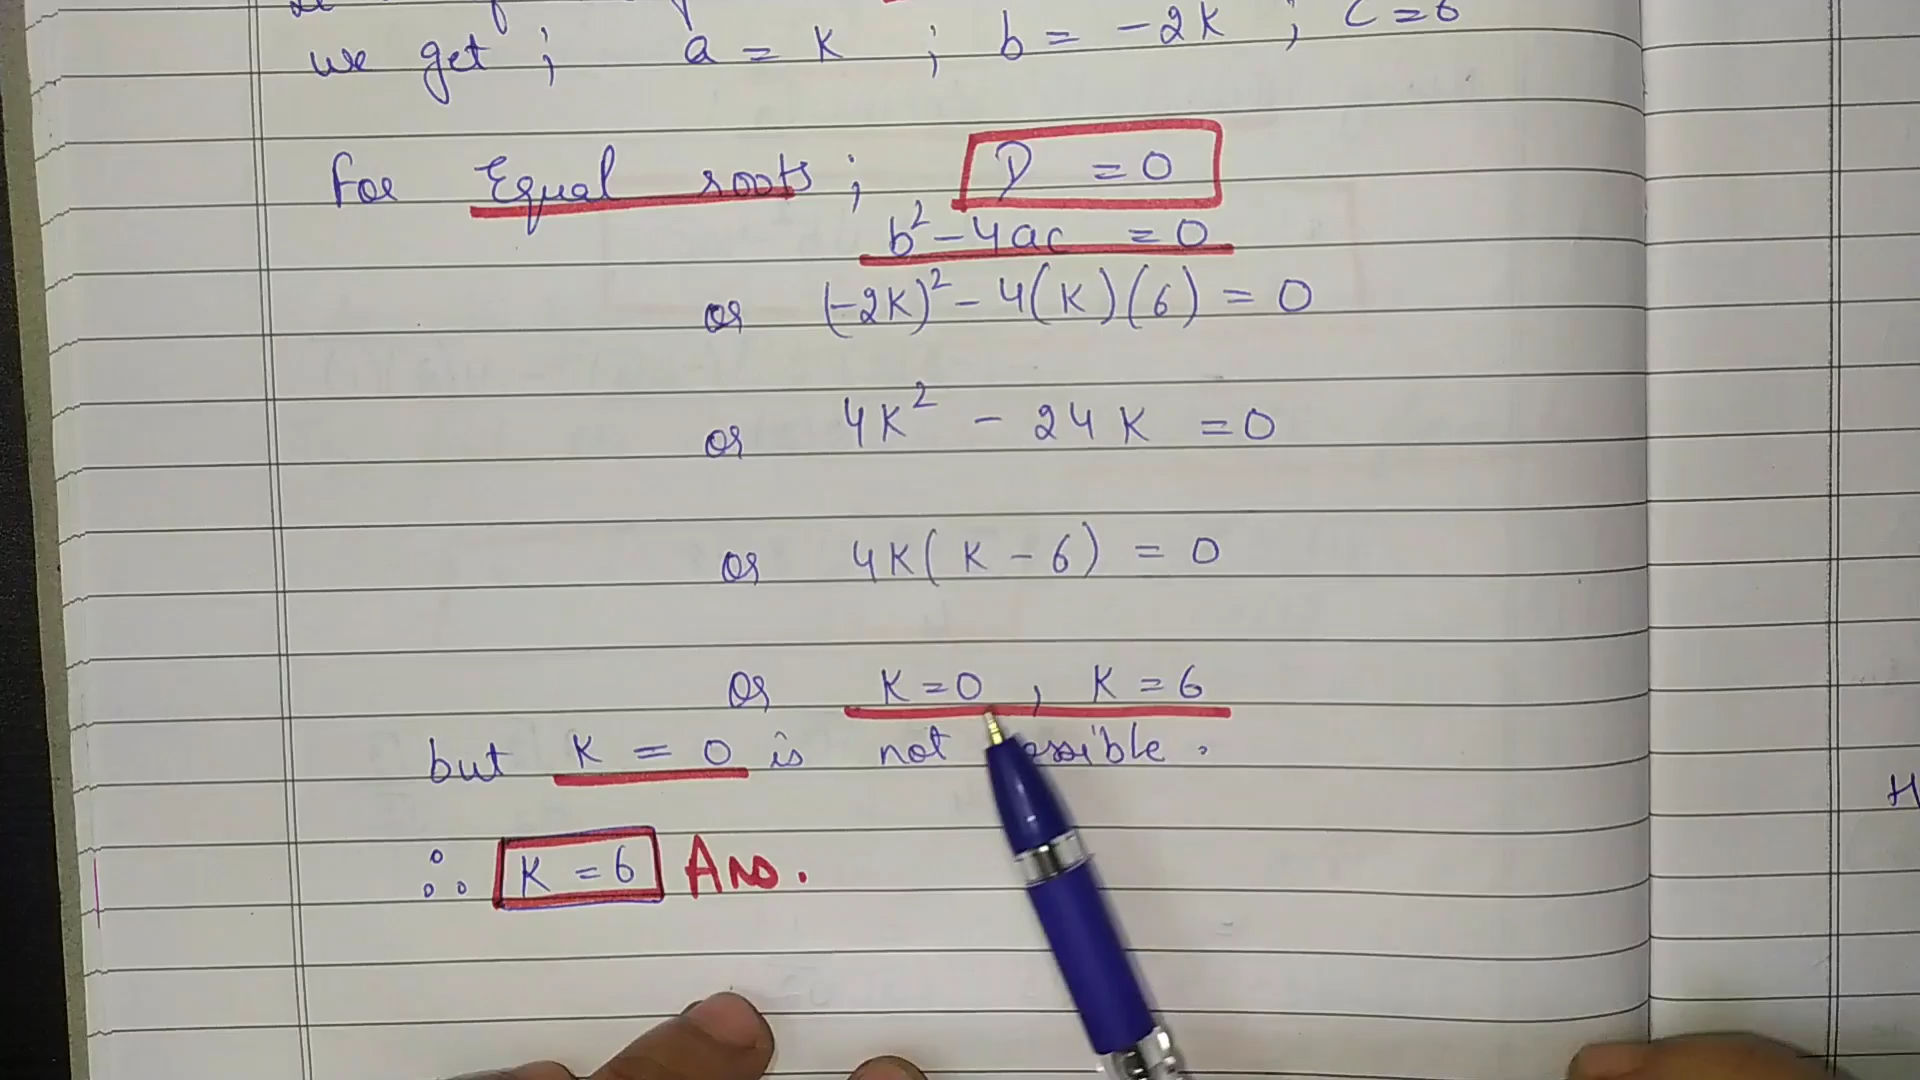 we get ; a = K ; b = -2K ; C = 6
For Equal roots ; D = 0
b² - 4ac = 0
or (-2K)² - 4(K)(6) = 0
or 4K² - 24K = 0
or 4K(K - 6) = 0
or K = 0 , K = 6
but K = 0 is not possible.
∴ K = 6 Ans.
H